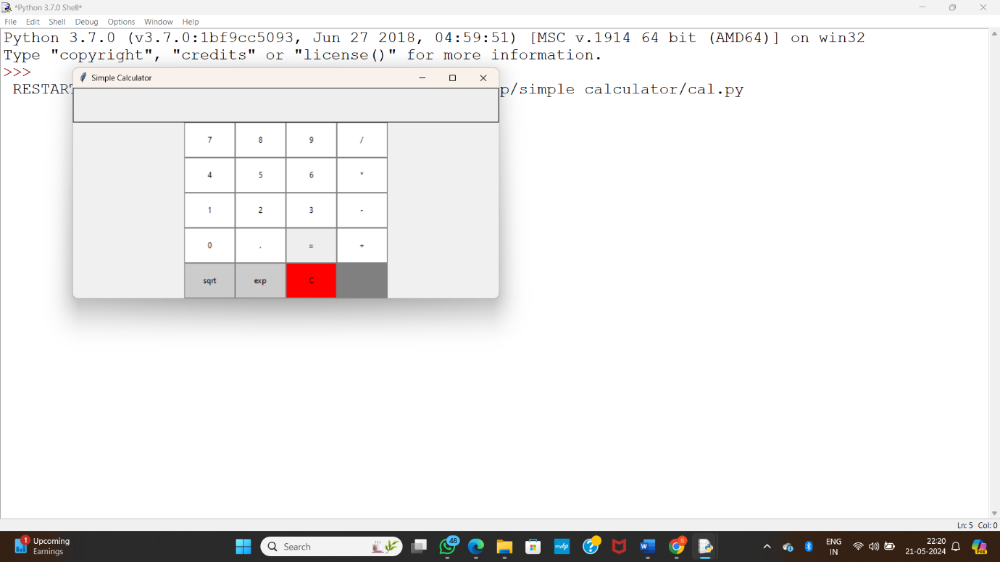 *Python 3.7.0 Shell*
File Edit Shell Debug Options Window Help
Python 3.7.0 (v3.7.0:1bf9cc5093, Jun 27 2018, 04:59:51) [MSC v.1914 64 bit (AMD64)] on win32
Type "copyright", "credits" or "license()" for more information.
>>>
RESTAR p/simple calculator/cal.py
Simple Calculator
7 8 9 /
4 5 6 *
1 2 3 -
0 . = +
sqrt exp C
Ln: 5 Col: 0
1 Upcoming
Earnings
Search
48
myhp
?
W
S
ENG
IN
22:20
21-05-2024
PRE